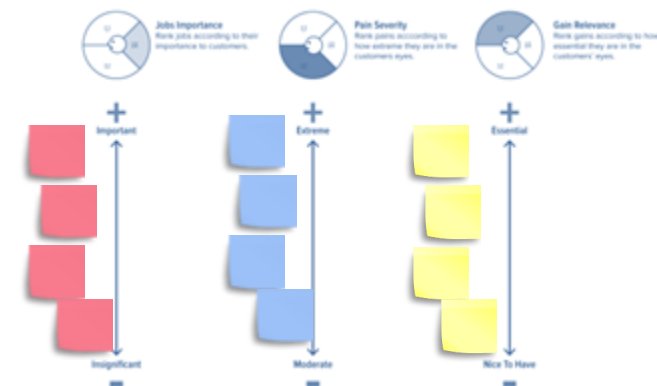 Jobs Importance
Rank jobs according to their
importance to customers.
Pain Severity
Rank pains acccording to
how extreme they are in the
customers eyes.
Gain Relevance
Rank gains according to how
essential they are in the
customers' eyes.
+
Important
+
Extreme
+
Essential
Insignificant
-
Moderate
-
Nice To Have
-